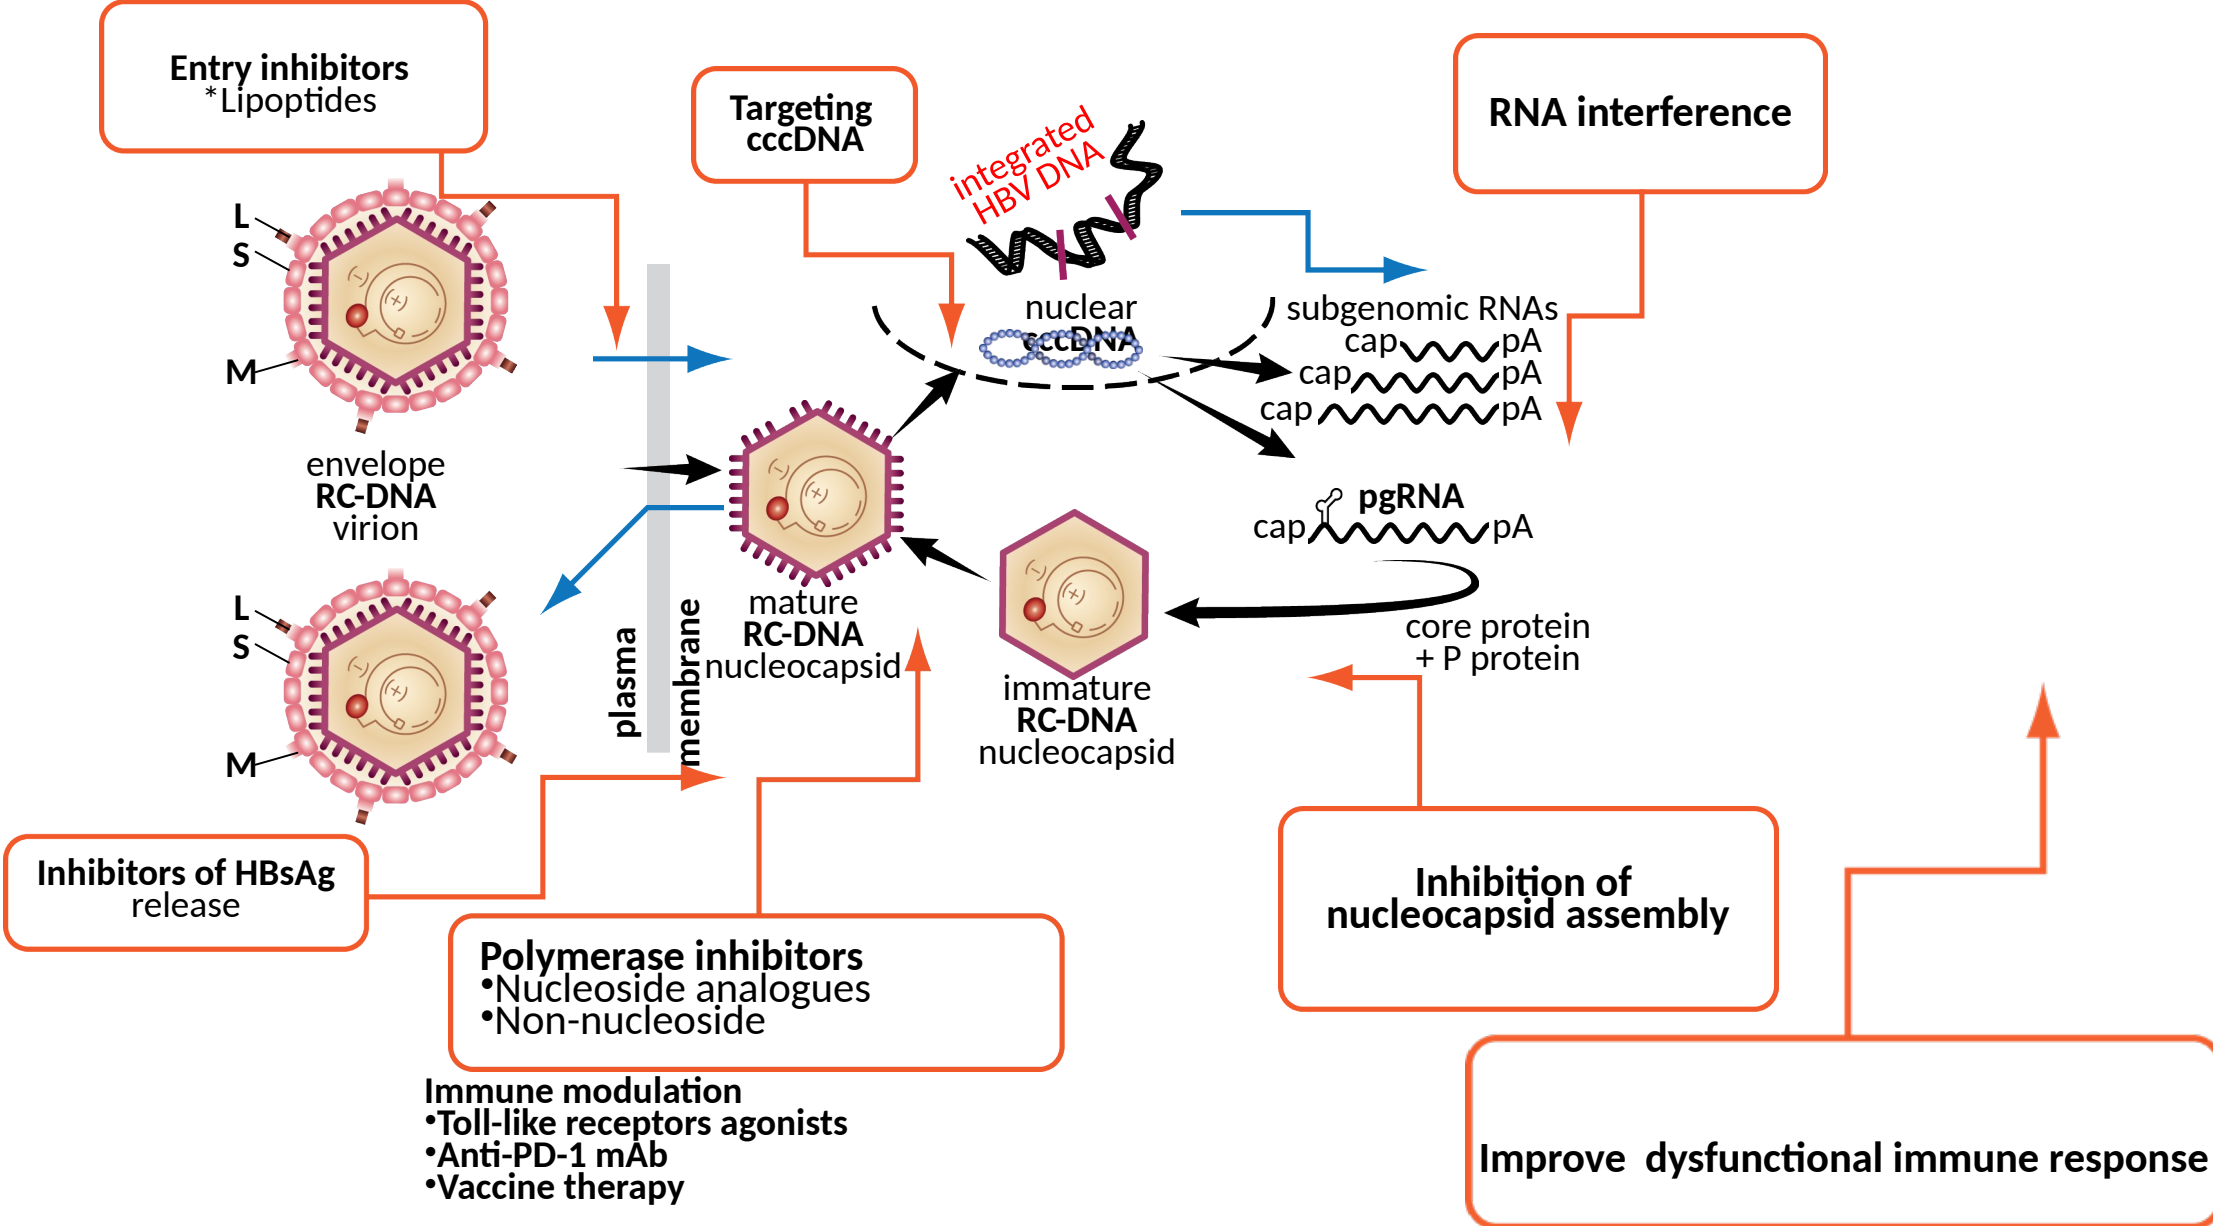 Entry inhibitors
*Lipoptides
Targeting
cccDNA
integrated
HBV DNA
RNA interference
L
S
M
envelope
RC-DNA
virion
nuclear
cccDNA
subgenomic RNAs
cap pA
cap pA
cap pA
pgRNA
cap pA
core protein
+ P protein
(-)
(+)
(-)
(+)
mature
RC-DNA
nucleocapsid
(-)
(+)
immature
RC-DNA
nucleocapsid
plasma
membrane
L
S
M
(-)
(+)
Inhibitors of HBsAg
release
Polymerase inhibitors
•Nucleoside analogues
•Non-nucleoside
Immune modulation
•Toll-like receptors agonists
•Anti-PD-1 mAb
•Vaccine therapy
Inhibition of
nucleocapsid assembly
Improve dysfunctional immune response